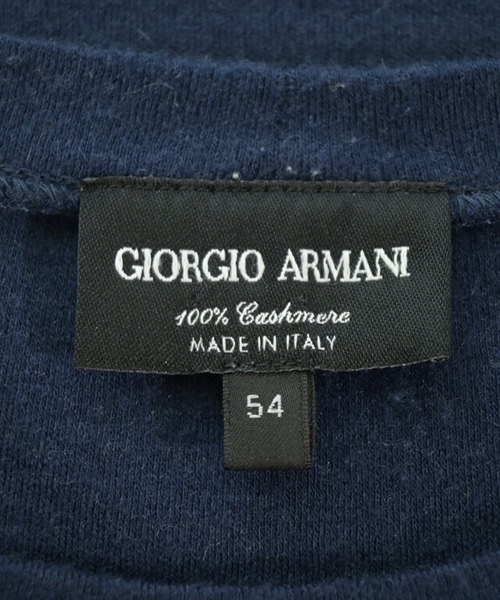 GIORGIO ARMANI
100% Cashmere
MADE IN ITALY
54